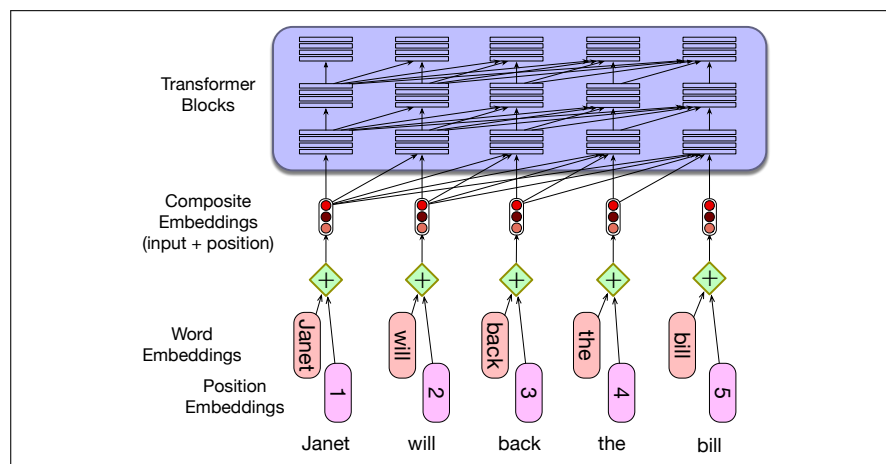 Transformer
Blocks
Composite
Embeddings
(input + position)
+ + + + +
Word
Embeddings
Janet will back the bill
Position
Embeddings
1 2 3 4 5
Janet will back the bill